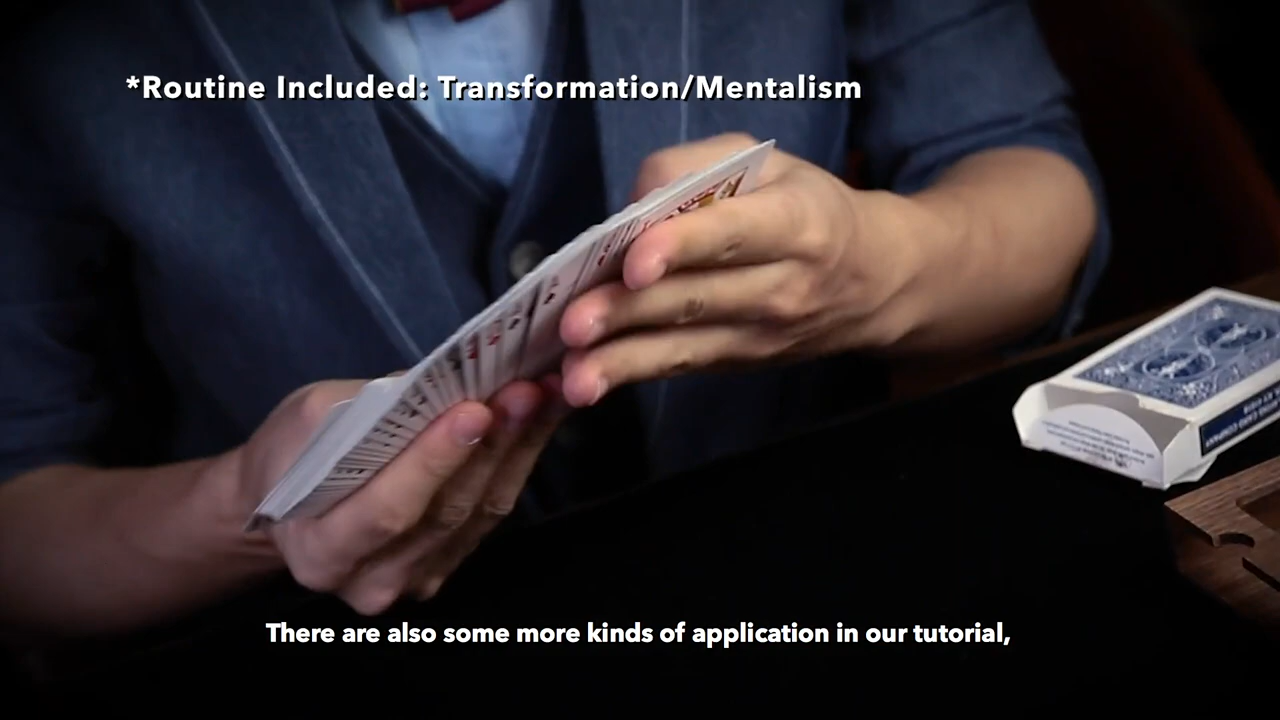 *Routine Included: Transformation/Mentalism
There are also some more kinds of application in our tutorial,